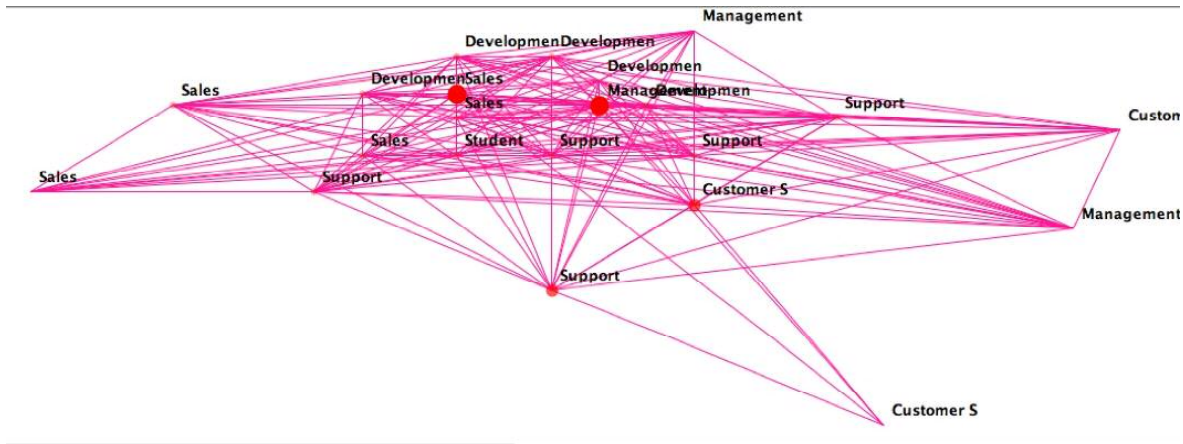 Management
Developmen
Developmen
Developmen
Developmen
Sales
Sales
Management
Developmen
Sales
Support
Custom
Sales
Student
Support
Support
Sales
Support
Customer S
Management
Support
Customer S